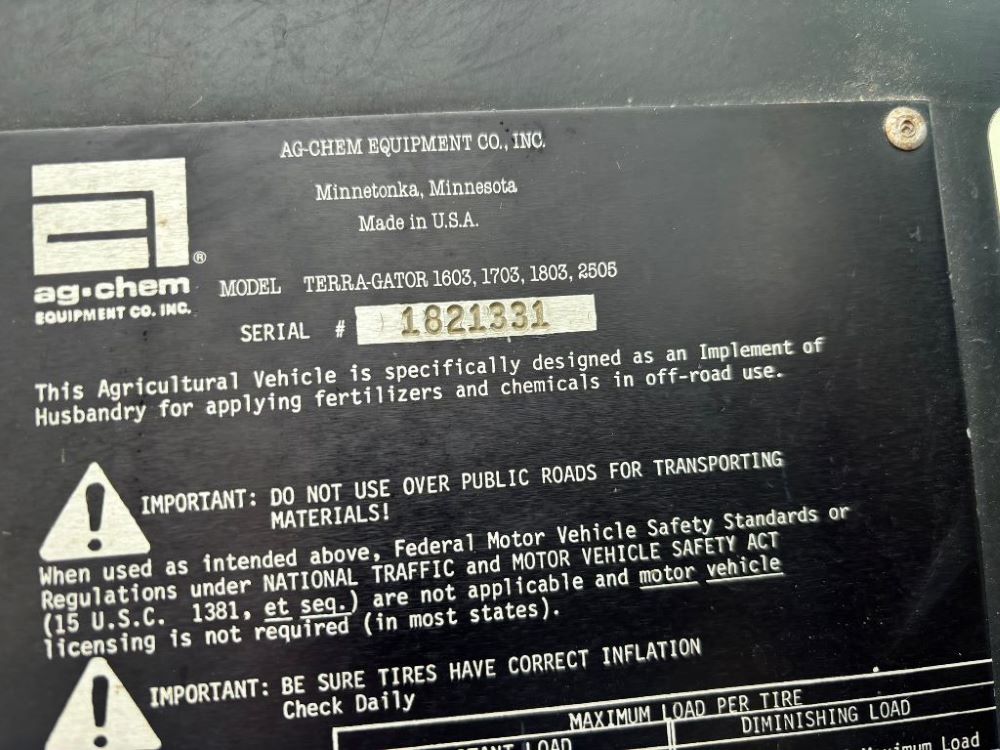 AG-CHEM EQUIPMENT CO., INC.
Minnetonka, Minnesota
Made in U.S.A.
®
ag•chem
EQUIPMENT CO. INC.
MODEL TERRA-GATOR 1603, 1703, 1803, 2505
SERIAL # 1821331
This Agricultural Vehicle is specifically designed as an Implement of
Husbandry for applying fertilizers and chemicals in off-road use.
IMPORTANT: DO NOT USE OVER PUBLIC ROADS FOR TRANSPORTING
MATERIALS!
When used as intended above, Federal Motor Vehicle Safety Standards or
Regulations under NATIONAL TRAFFIC and MOTOR VEHICLE SAFETY ACT
(15 U.S.C. 1381, et seq.) are not applicable and motor vehicle
licensing is not required (in most states).
IMPORTANT: BE SURE TIRES HAVE CORRECT INFLATION
Check Daily
MAXIMUM LOAD PER TIRE
DIMINISHING LOAD
LOAD
Load